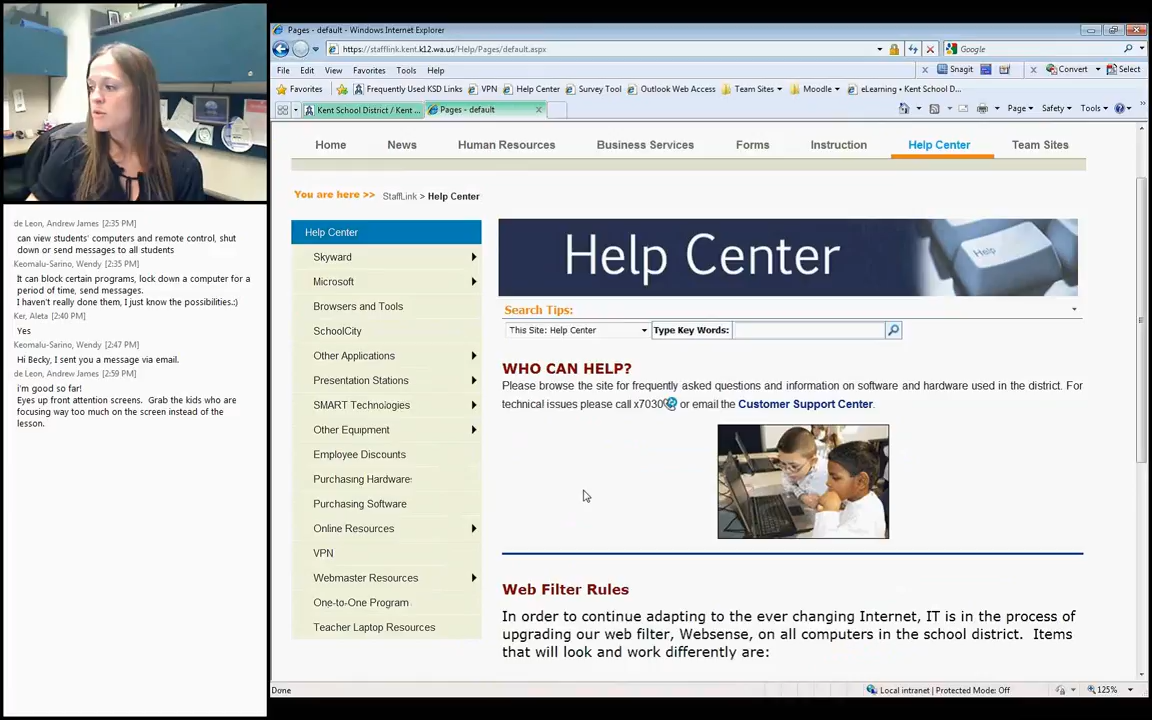 Pages - default - Windows Internet Explorer
https://stafflink.kent.k12.wa.us/Help/Pages/default.aspx
Google
File Edit View Favorites Tools Help
Snagit
Convert
Select
Favorites
Frequently Used KSD Links
VPN
Help Center
Survey Tool
Outlook Web Access
Team Sites
Moodle
eLearning - Kent School D...
Kent School District / Kent ...
Pages - default
Page
Safety
Tools
Home News Human Resources Business Services Forms Instruction Help Center Team Sites
You are here >> StaffLink > Help Center
Help Center
Skyward
Microsoft
Browsers and Tools
SchoolCity
Other Applications
Presentation Stations
SMART Technologies
Other Equipment
Employee Discounts
Purchasing Hardware
Purchasing Software
Online Resources
VPN
Webmaster Resources
One-to-One Program
Teacher Laptop Resources
Help Center
Help
Search Tips:
This Site: Help Center
Type Key Words:
WHO CAN HELP?
Please browse the site for frequently asked questions and information on software and hardware used in the district. For
technical issues please call x7030 or email the Customer Support Center.
Web Filter Rules
In order to continue adapting to the ever changing Internet, IT is in the process of
upgrading our web filter, Websense, on all computers in the school district. Items
that will look and work differently are:
Done
Local intranet | Protected Mode: Off
125%
de Leon, Andrew James [2:35 PM]
can view students' computers and remote control, shut
down or send messages to all students
Keomalu-Sarino, Wendy [2:35 PM]
It can block certain programs, lock down a computer for a
period of time, send messages.
I haven't really done them, I just know the possibilities.:)
Ker, Aleta [2:40 PM]
Yes
Keomalu-Sarino, Wendy [2:47 PM]
Hi Becky, I sent you a message via email.
de Leon, Andrew James [2:59 PM]
i'm good so far!
Eyes up front attention screens. Grab the kids who are
focusing way too much on the screen instead of the
lesson.